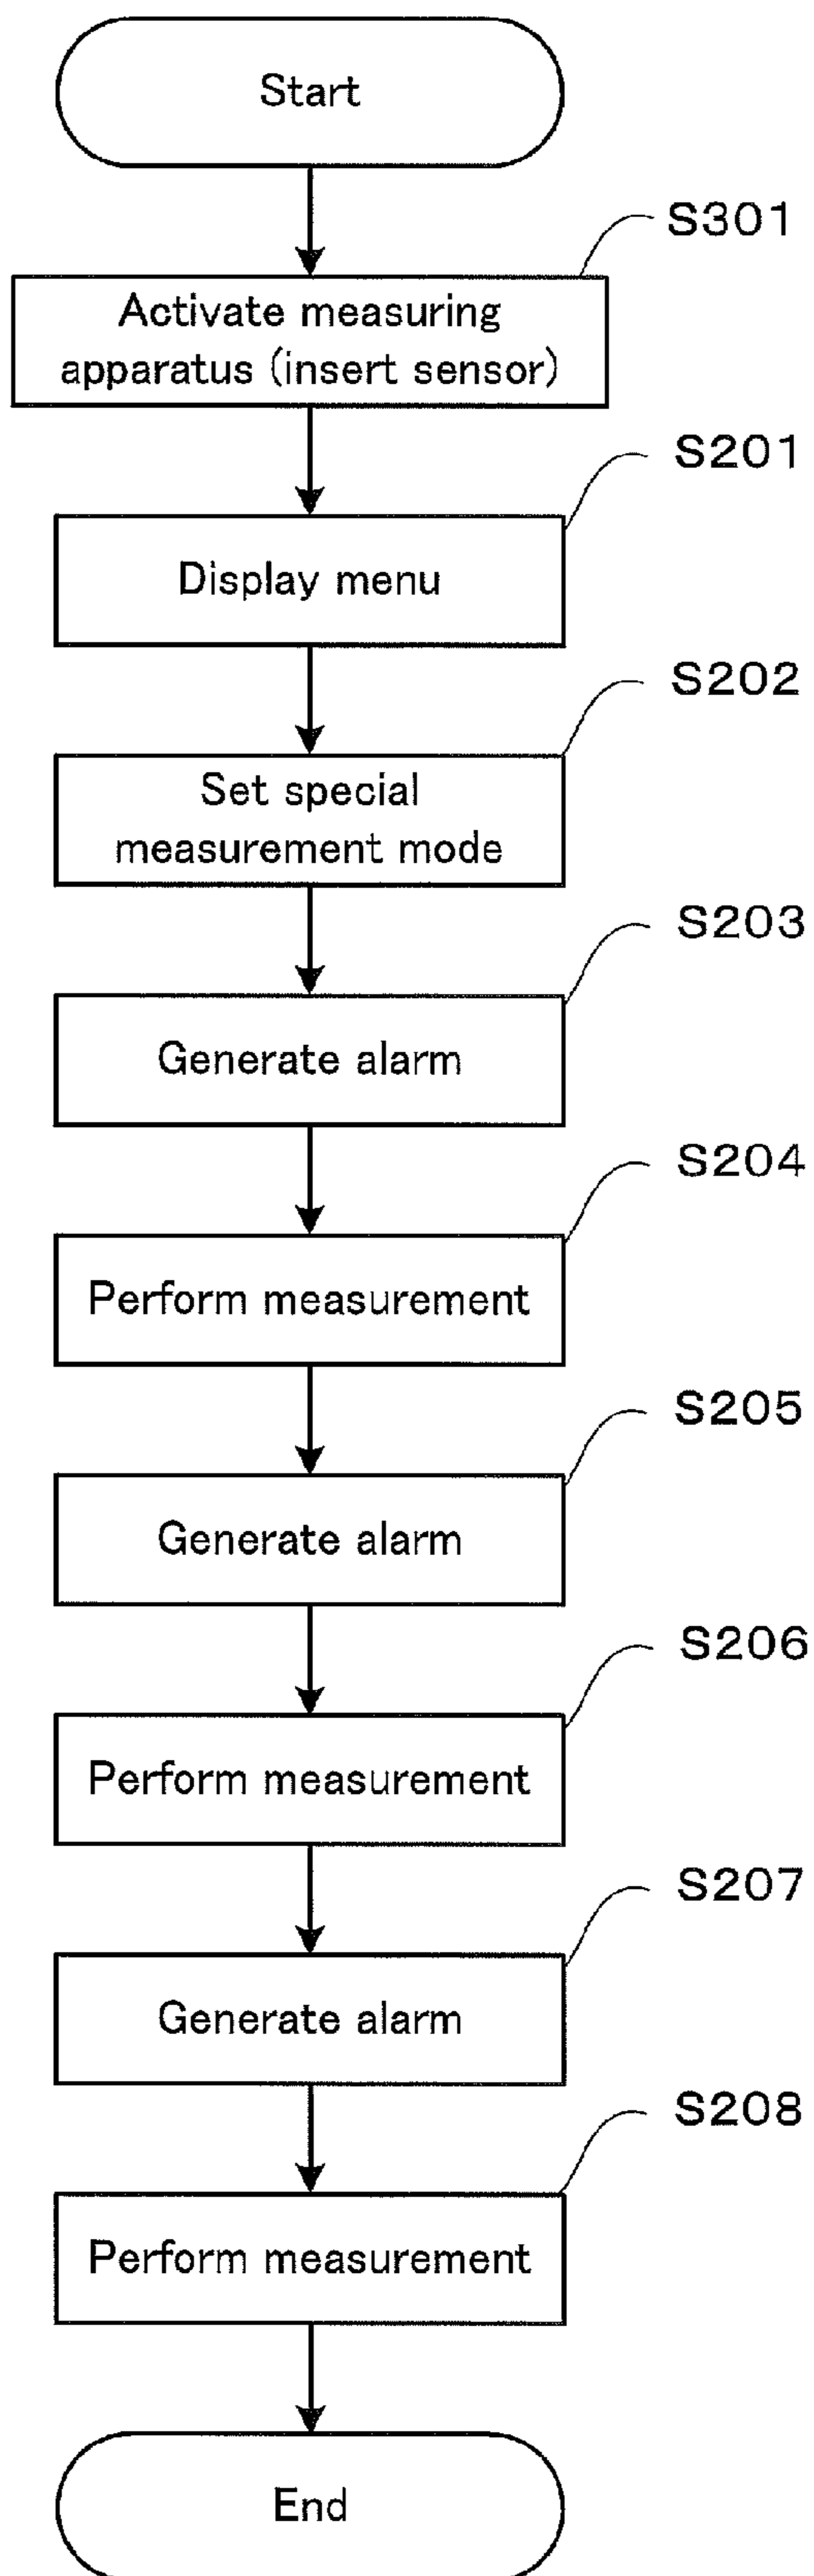 Start
S301
Activate measuring
apparatus (insert sensor)
S201
Display menu
S202
Set special
measurement mode
S203
Generate alarm
S204
Perform measurement
S205
Generate alarm
S206
Perform measurement
S207
Generate alarm
S208
Perform measurement
End